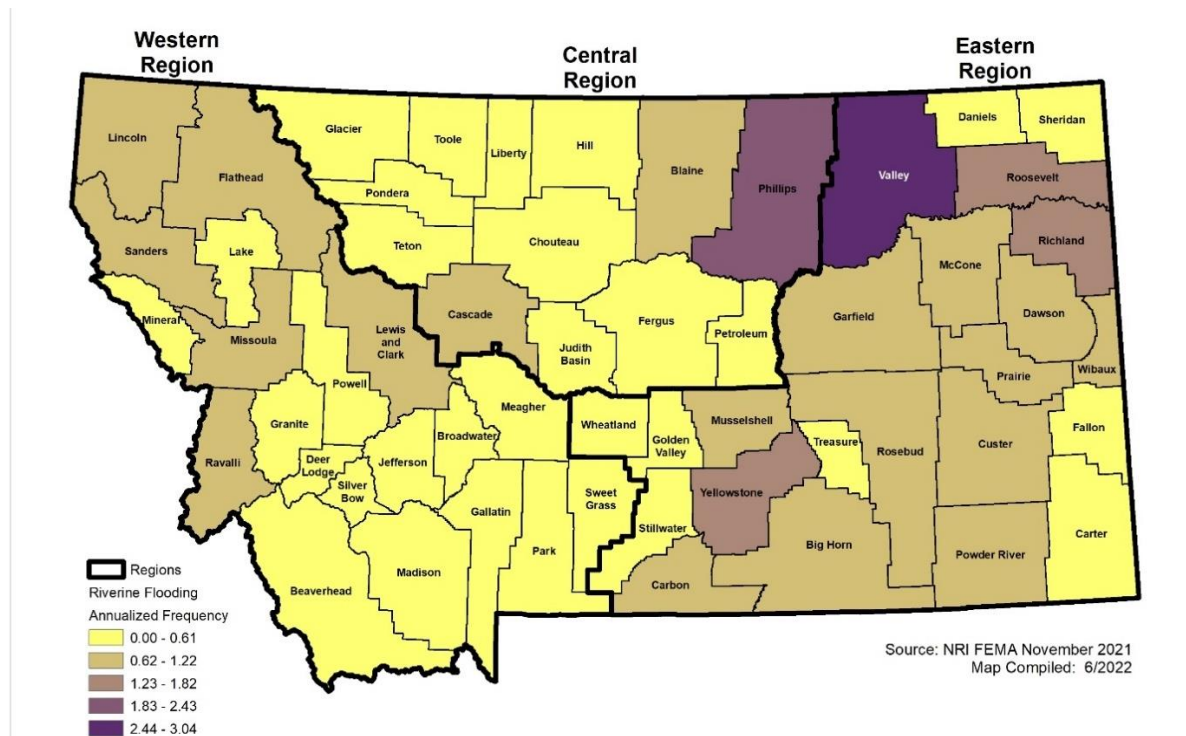 Western
Region
Central
Region
Eastern
Region
Lincoln
Flathead
Glacier
Toole
Liberty
Hill
Blaine
Phillips
Valley
Daniels
Sheridan
Roosevelt
Pondera
Richland
Sanders
Lake
Teton
Chouteau
McCone
Mineral
Missoula
Lewis
and
Clark
Cascade
Judith
Basin
Fergus
Petroleum
Garfield
Dawson
Prairie
Wibaux
Powell
Meagher
Granite
Broadwater
Wheatland
Golden
Valley
Musselshell
Treasure
Rosebud
Custer
Fallon
Ravalli
Deer
Lodge
Silver
Bow
Jefferson
Gallatin
Sweet
Grass
Yellowstone
Stillwater
Park
Big Horn
Powder River
Carter
Beaverhead
Madison
Carbon
Regions
Riverine Flooding
Annualized Frequency
0.00 - 0.61
0.62 - 1.22
1.23 - 1.82
1.83 - 2.43
2.44 - 3.04
Source: NRI FEMA November 2021
Map Compiled: 6/2022